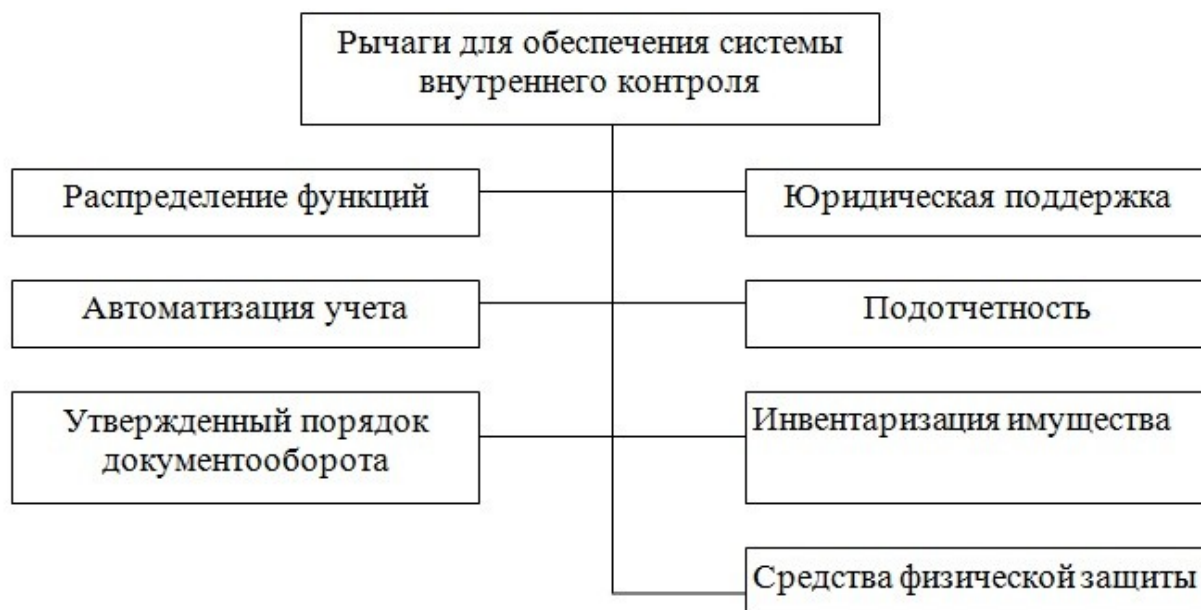 Рычаги для обеспечения системы
внутреннего контроля
Распределение функций
Юридическая поддержка
Автоматизация учета
Подотчетность
Утвержденный порядок
документооборота
Инвентаризация имущества
Средства физической защиты